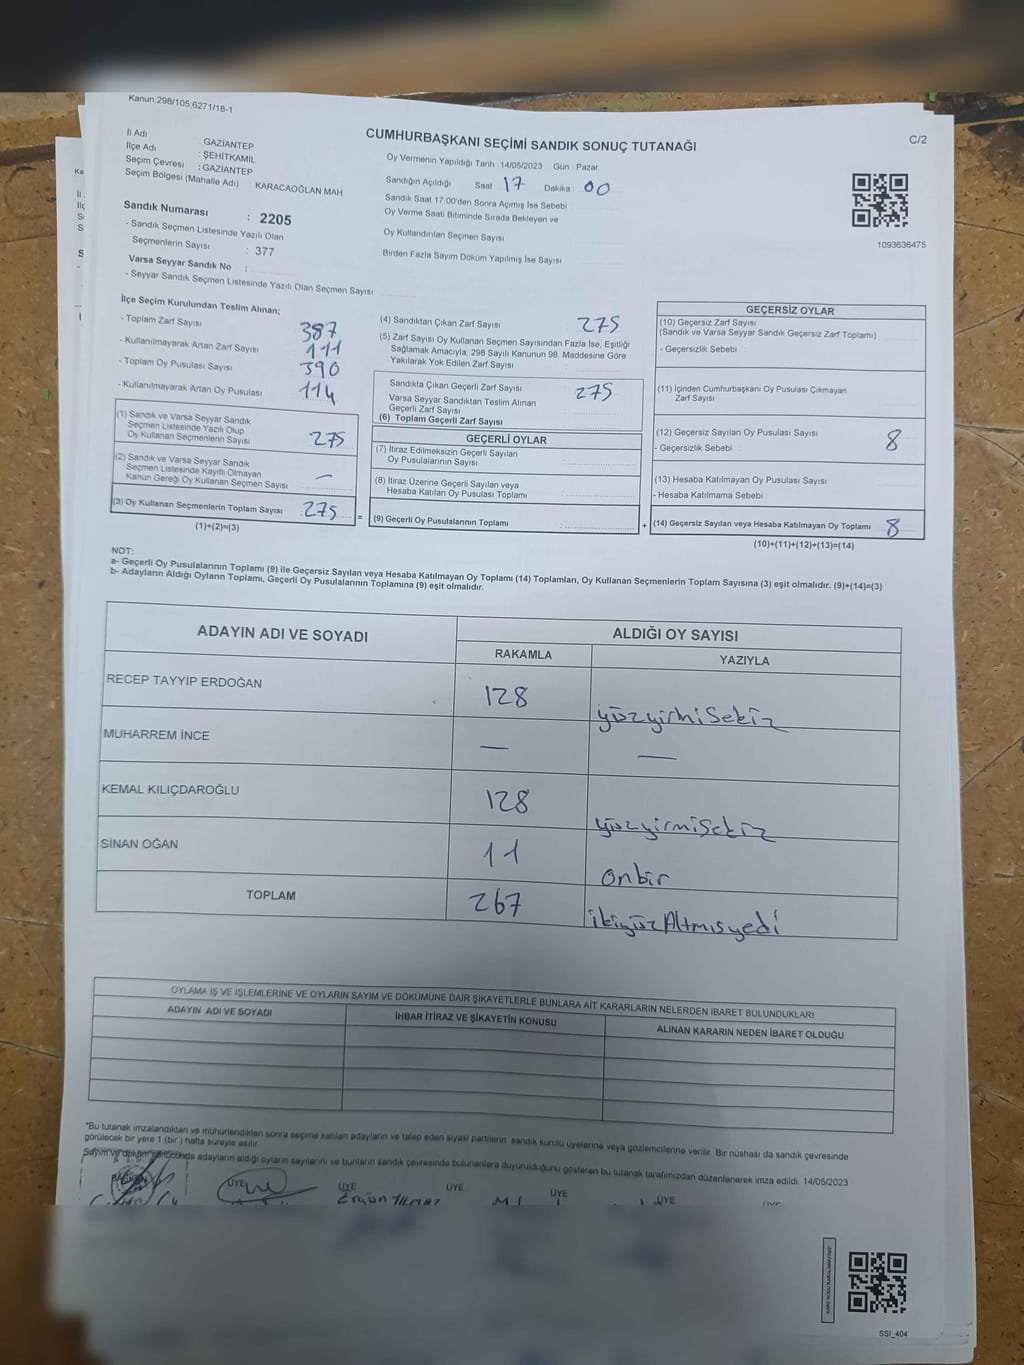 Kanun.298/105,6271/18-1
CUMHURBAŞKANI SEÇİMİ SANDIK SONUÇ TUTANAĞI
C/2
İl Adı : GAZİANTEP
İlçe Adı : ŞEHİTKAMİL
Seçim Çevresi : GAZİANTEP
Seçim Bölgesi (Mahalle Adı) KARACAOĞLAN MAH
Sandık Numarası : 2205
- Sandık Seçmen Listesinde Yazılı Olan
Seçmenlerin Sayısı : 377
Varsa Seyyar Sandık No :
- Seyyar Sandık Seçmen Listesinde Yazılı Olan Seçmen Sayısı:
Oy Vermenin Yapıldığı Tarih : 14/05/2023 Gün : Pazar
Sandığın Açıldığı Saat 17 Dakika : 00
Sandık Saat 17:00'den Sonra Açımış İse Sebebi
Oy Verme Saati Bitiminde Sırada Bekleyen ve
Oy Kullandırılan Seçmen Sayısı
Birden Fazla Sayım Döküm Yapılmış İse Sayısı
1093636475
İlçe Seçim Kurulundan Teslim Alınan;
- Toplam Zarf Sayısı 387
- Kullanılmayarak Artan Zarf Sayısı 111
- Toplam Oy Pusulası Sayısı 390
- Kullanılmayarak Artan Oy Pusulası 114
(1) Sandık ve Varsa Seyyar Sandık
Seçmen Listesinde Yazılı Olup
Oy Kullanan Seçmenlerin Sayısı 275
(2) Sandık ve Varsa Seyyar Sandık
Seçmen Listesinde Kayıtlı Olmayan
Kanun Gereği Oy Kullanan Seçmen Sayısı —
(3) Oy Kullanan Seçmenlerin Toplam Sayısı 275
(1)+(2)=(3)
(4) Sandıktan Çıkan Zarf Sayısı 275
(5) Zarf Sayısı Oy Kullanan Seçmen Sayısından Fazla İse, Eşitliği
Sağlamak Amacıyla, 298 Sayılı Kanunun 98. Maddesine Göre
Yakılarak Yok Edilen Zarf Sayısı
Sandıkta Çıkan Geçerli Zarf Sayısı 275
Varsa Seyyar Sandıktan Teslim Alınan
Geçerli Zarf Sayısı
(6) Toplam Geçerli Zarf Sayısı
GEÇERLİ OYLAR
(7) İtiraz Edilmeksizin Geçerli Sayılan
Oy Pusulalarının Sayısı
(8) İtiraz Üzerine Geçerli Sayılan veya
Hesaba Katılan Oy Pusulası Toplamı
= (9) Geçerli Oy Pusulalarının Toplamı
GEÇERSİZ OYLAR
(10) Geçersiz Zarf Sayısı
(Sandık ve Varsa Seyyar Sandık Geçersiz Zarf Toplamı)
- Geçersizlik Sebebi
(11) İçinden Cumhurbaşkanı Oy Pusulası Çıkmayan
Zarf Sayısı
(12) Geçersiz Sayılan Oy Pusulası Sayısı 8
- Geçersizlik Sebebi
(13) Hesaba Katılmayan Oy Pusulası Sayısı
- Hesaba Katılmama Sebebi
+ (14) Geçersiz Sayılan veya Hesaba Katılmayan Oy Toplamı 8
(10)+(11)+(12)+(13)=(14)
NOT:
a- Geçerli Oy Pusulalarının Toplamı (9) ile Geçersiz Sayılan veya Hesaba Katılmayan Oy Toplamı (14) Toplamları, Oy Kullanan Seçmenlerin Toplam Sayısına (3) eşit olmalıdır. (9)+(14)=(3)
b- Adayların Aldığı Oyların Toplamı, Geçerli Oy Pusulalarının Toplamına (9) eşit olmalıdır.
ADAYIN ADI VE SOYADI
ALDIĞI OY SAYISI
RAKAMLA YAZIYLA
RECEP TAYYİP ERDOĞAN 128 yüzyirmiSekiz
MUHARREM İNCE — —
KEMAL KILIÇDAROĞLU 128 yüzyirmiSekiz
SİNAN OĞAN 11 onbir
TOPLAM 267 ikiyüzAltmışyedi
OYLAMA İŞ VE İŞLEMLERİNE VE OYLARIN SAYIM VE DÖKÜMÜNE DAİR ŞİKAYETLERLE BUNLARA AİT KARARLARIN NELERDEN İBARET BULUNDUKLARI
ADAYIN ADI VE SOYADI İHBAR İTİRAZ VE ŞİKAYETİN KONUSU ALINAN KARARIN NEDEN İBARET OLDUĞU
"Bu tutanak imzalandıktan ve mühürlendikten sonra seçime katılan adayların ve talep eden siyasi partilerin sandık kurulu üyelerine veya gözlemcilerine verilir. Bir nüshası da sandık çevresinde
görülecek bir yere 1 (bir ) hafta süreyle asılır.
Sayım ve döküm sonucunda adayların aldığı oyların sayılarını ve bunların sandık çevresinde bulunanlara duyurulduğunu gösteren bu tutanak tarafımızdan düzenlenerek imza edildi. 14/05/2023
BAŞKAN ÜYE ÜYE ÜYE ÜYE ÜYE
Ergün YILMAZ
SSI_404